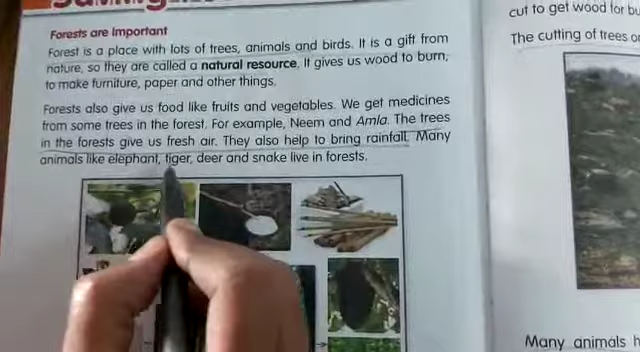 Forests are Important
Forest is a place with lots of trees, animals and birds. It is a gift from
nature, so they are called a natural resource. It gives us wood to burn,
to make furniture, paper and other things.
Forests also give us food like fruits and vegetables. We get medicines
from some trees in the forest. For example, Neem and Amla. The trees
in the forests give us fresh air. They also help to bring rainfall. Many
animals like elephant, tiger, deer and snake live in forests.
cut to get wood for
The cutting of trees
Many animals